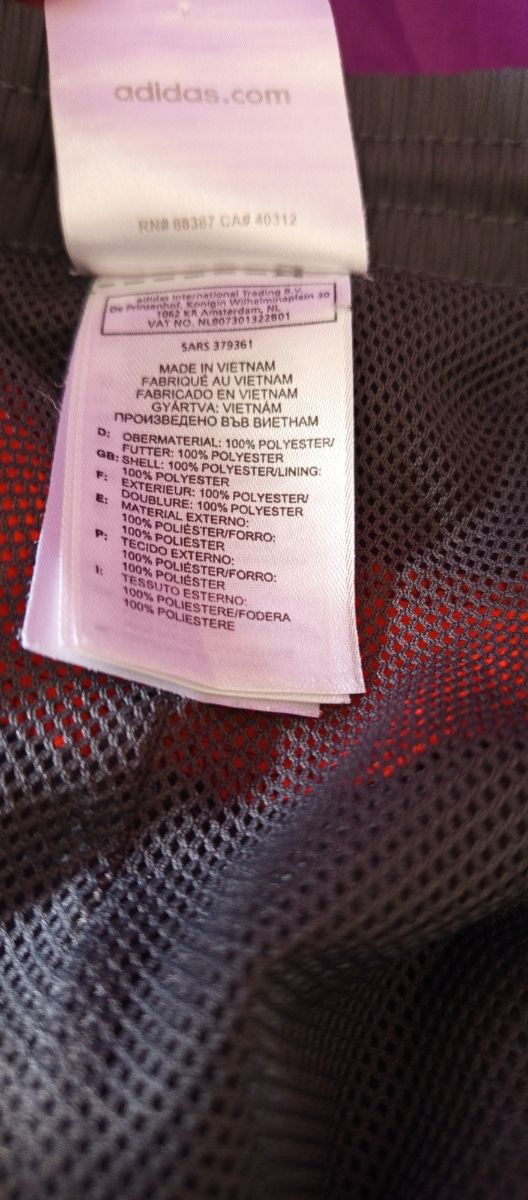 adidas.com
RN# 88387 CA# 40312
adidas International Trading B.V.
De Prinsenhof, Konigin Wilhelminaplein 30
1062 KR Amsterdam, NL
VAT NO. NL807301322B01
SARS 379361
MADE IN VIETNAM
FABRIQUÉ AU VIETNAM
FABRICADO EN VIETNAM
GYÁRTVA: VIETNÁM
ПРОИЗВЕДЕНО ВЪВ ВИЕТНАМ
D: OBERMATERIAL: 100% POLYESTER/
FUTTER: 100% POLYESTER
GB: SHELL: 100% POLYESTER/LINING:
100% POLYESTER
F: EXTERIEUR: 100% POLYESTER/
DOUBLURE: 100% POLYESTER
E: MATERIAL EXTERNO:
100% POLIÉSTER/FORRO:
100% POLIÉSTER
P: TECIDO EXTERNO:
100% POLIÉSTER/FORRO:
100% POLIÉSTER
I: TESSUTO ESTERNO:
100% POLIESTERE/FODERA
100% POLIESTERE